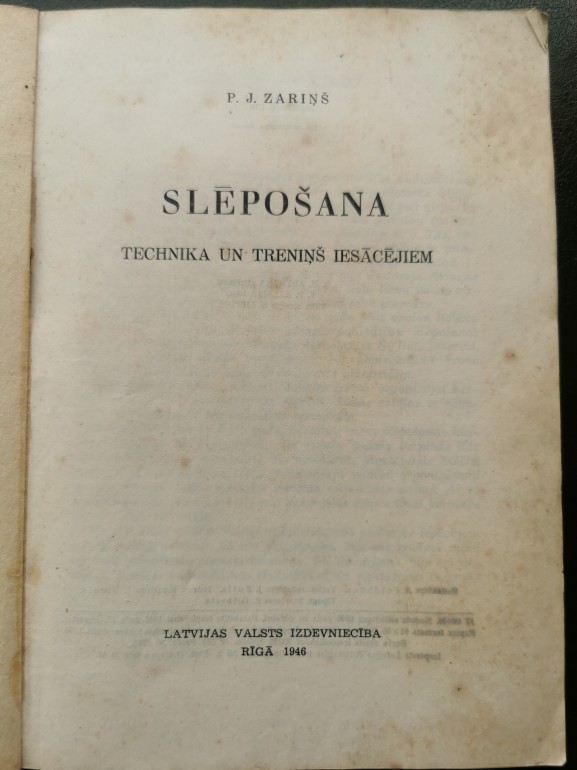 P. J. ZARIŅŠ
SLĒPOŠANA
TECHNIKA UN TRENIŅŠ IESĀCĒJIEM
LATVIJAS VALSTS IZDEVNIECĪBA
RĪGĀ 1946